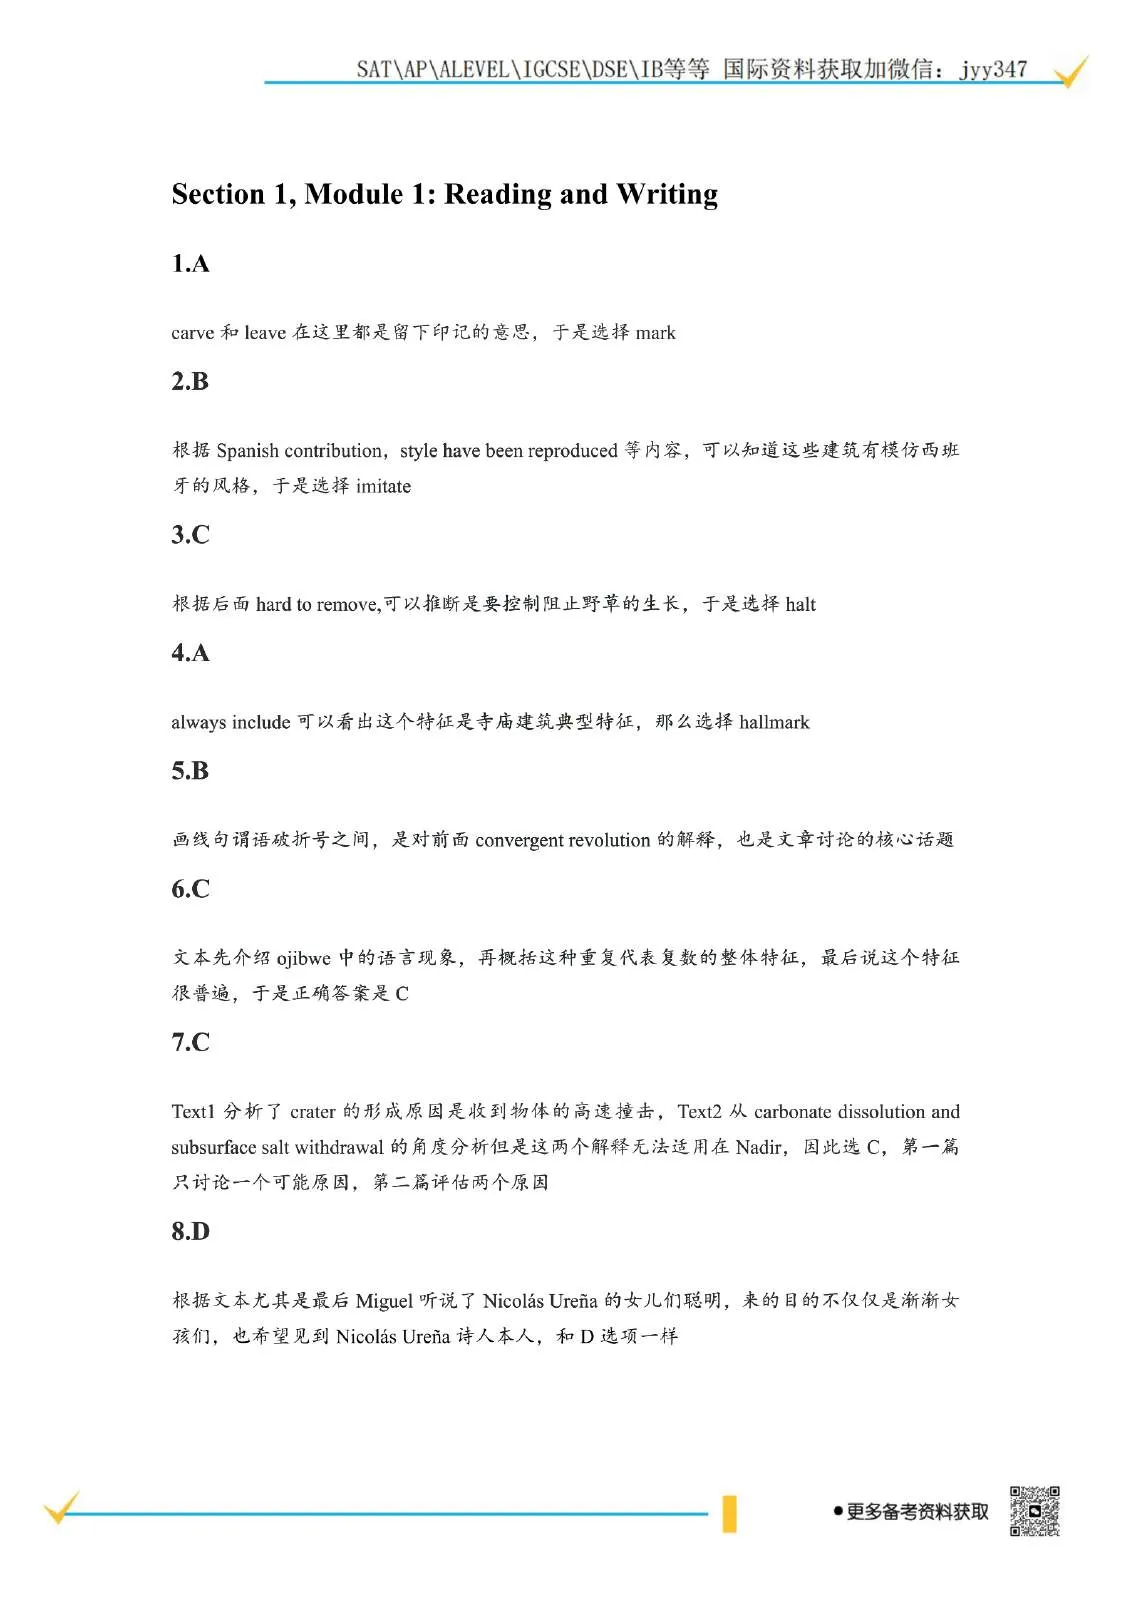 SAT\AP\ALEVEL\IGCSE\DSE\IB等等 国际资料获取加微信：jyy347
Section 1, Module 1: Reading and Writing
1.A
carve 和 leave 在这里都是留下印记的意思，于是选择 mark
2.B
根据 Spanish contribution，style have been reproduced 等内容，可以知道这些建筑有模仿西班
牙的风格，于是选择 imitate
3.C
根据后面 hard to remove,可以推断是要控制阻止野草的生长，于是选择 halt
4.A
always include 可以看出这个特征是寺庙建筑典型特征，那么选择 hallmark
5.B
画线句谓语破折号之间，是对前面 convergent revolution 的解释，也是文章讨论的核心话题
6.C
文本先介绍 ojibwe 中的语言现象，再概括这种重复代表复数的整体特征，最后说这个特征
很普遍，于是正确答案是 C
7.C
Text1 分析了 crater 的形成原因是收到物体的高速撞击，Text2 从 carbonate dissolution and
subsurface salt withdrawal 的角度分析但是这两个解释无法适用在 Nadir，因此选 C，第一篇
只讨论一个可能原因，第二篇评估两个原因
8.D
根据文本尤其是最后 Miguel 听说了 Nicolás Ureña 的女儿们聪明，来的目的不仅仅是渐渐女
孩们，也希望见到 Nicolás Ureña 诗人本人，和 D 选项一样
●更多备考资料获取